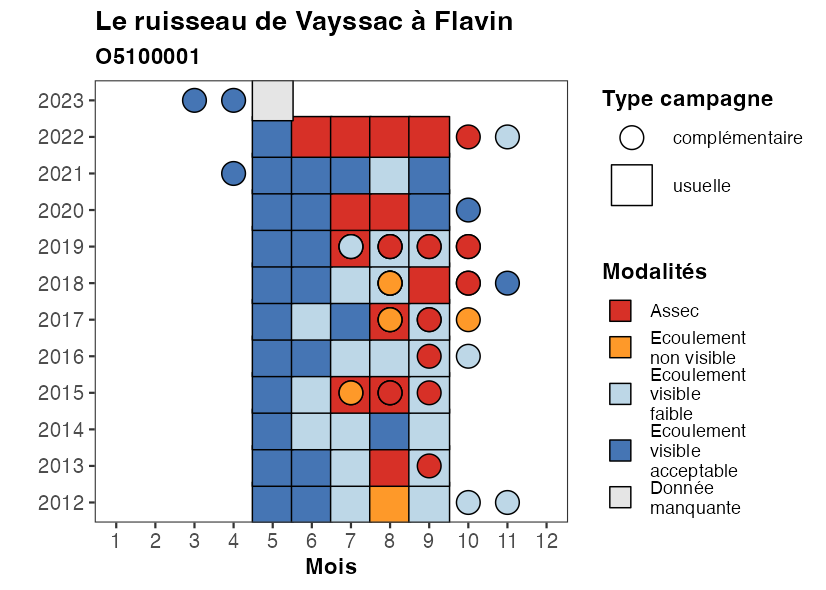 Le ruisseau de Vayssac à Flavin
O5100001
2023
2022
2021
2020
2019
2018
2017
2016
2015
2014
2013
2012
1 2 3 4 5 6 7 8 9 10 11 12
Mois
Type campagne
complémentaire
usuelle
Modalités
Assec
Ecoulement
non visible
Ecoulement
visible
faible
Ecoulement
visible
acceptable
Donnée
manquante